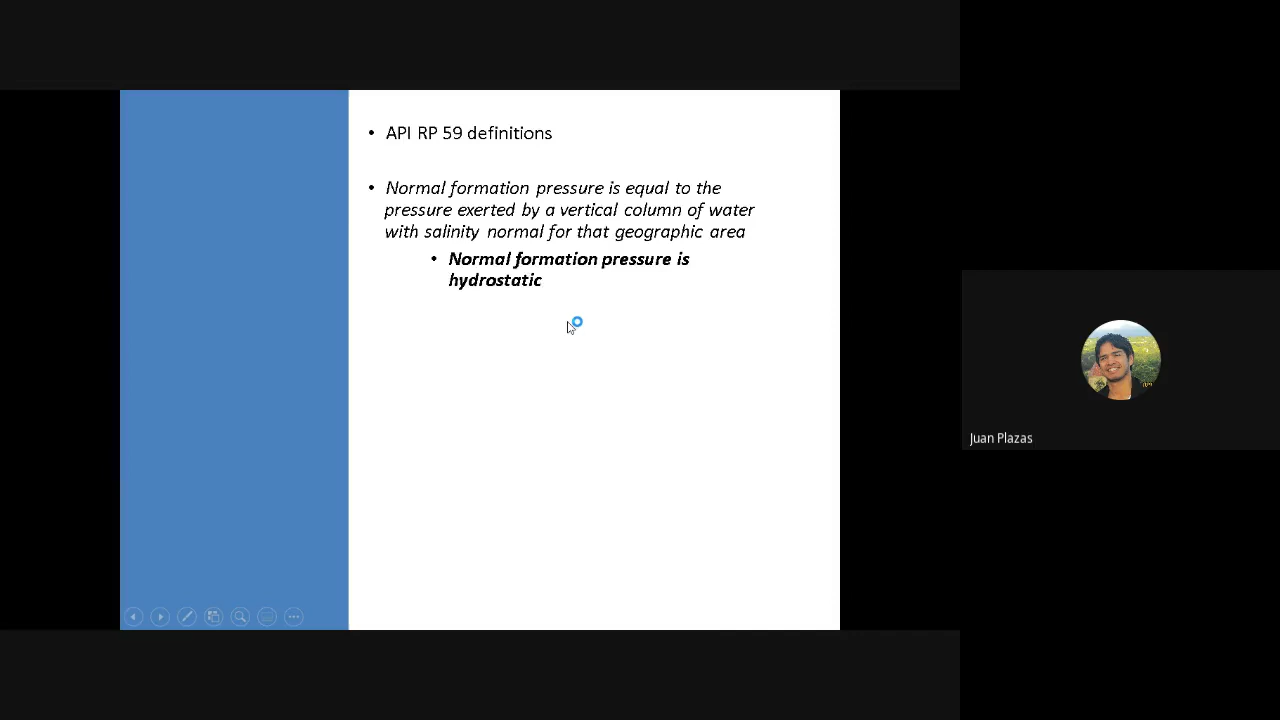 • API RP 59 definitions
• Normal formation pressure is equal to the
pressure exerted by a vertical column of water
with salinity normal for that geographic area
• Normal formation pressure is
hydrostatic
Juan Plazas